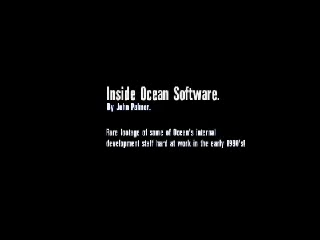 Inside Ocean Software.
By John Palmer.
Rare footage of some of Ocean's internal
development staff hard at work in the early 1990's!